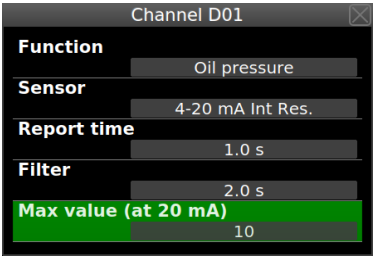 Channel D01
Function
Oil pressure
Sensor
4-20 mA Int Res.
Report time
1.0 s
Filter
2.0 s
Max value (at 20 mA)
10